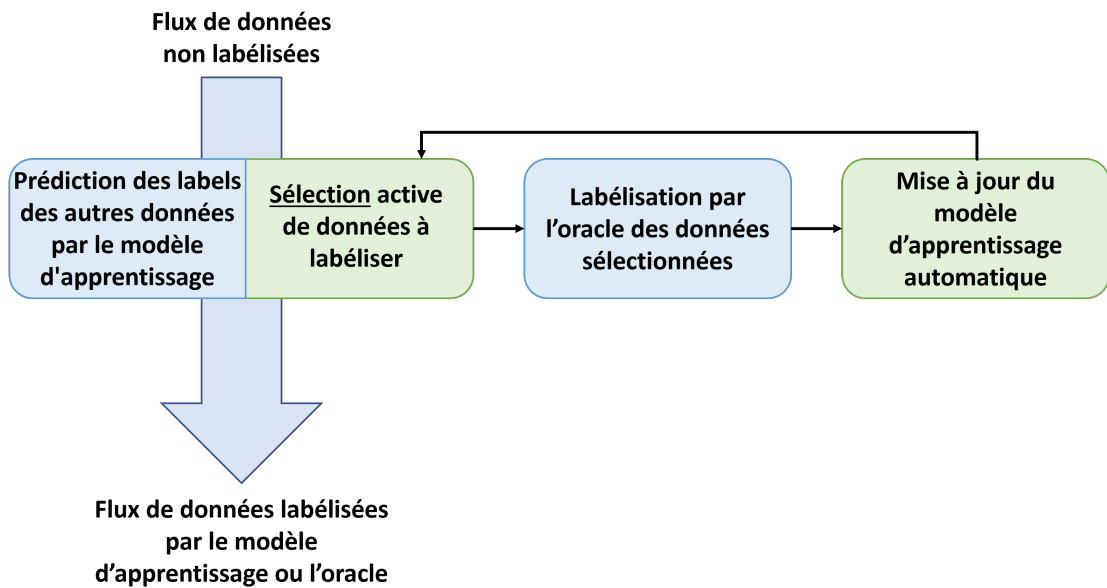 Flux de données
non labélisées
Prédiction des labels
des autres données
par le modèle
d'apprentissage
Sélection active
de données à
labéliser
Labélisation par
l’oracle des données
sélectionnées
Mise à jour du
modèle
d’apprentissage
automatique
Flux de données labélisées
par le modèle
d’apprentissage ou l’oracle